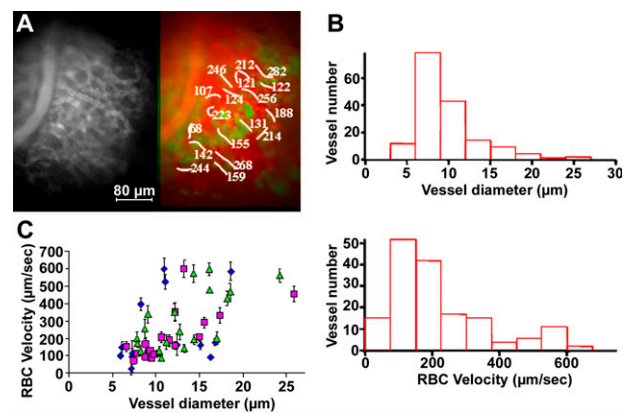 A
246
212
282
121
122
107
124
256
223
188
68
131
214
155
142
268
244
159
80 µm
B
Vessel number
60
40
20
0
0 5 10 15 20 25 30
Vessel diameter (µm)
C
RBC Velocity (µm/sec)
700
600
500
400
300
200
100
0
0 5 10 15 20 25
Vessel diameter (µm)
Vessel number
50
40
30
20
10
0
0 200 400 600
RBC Velocity (µm/sec)